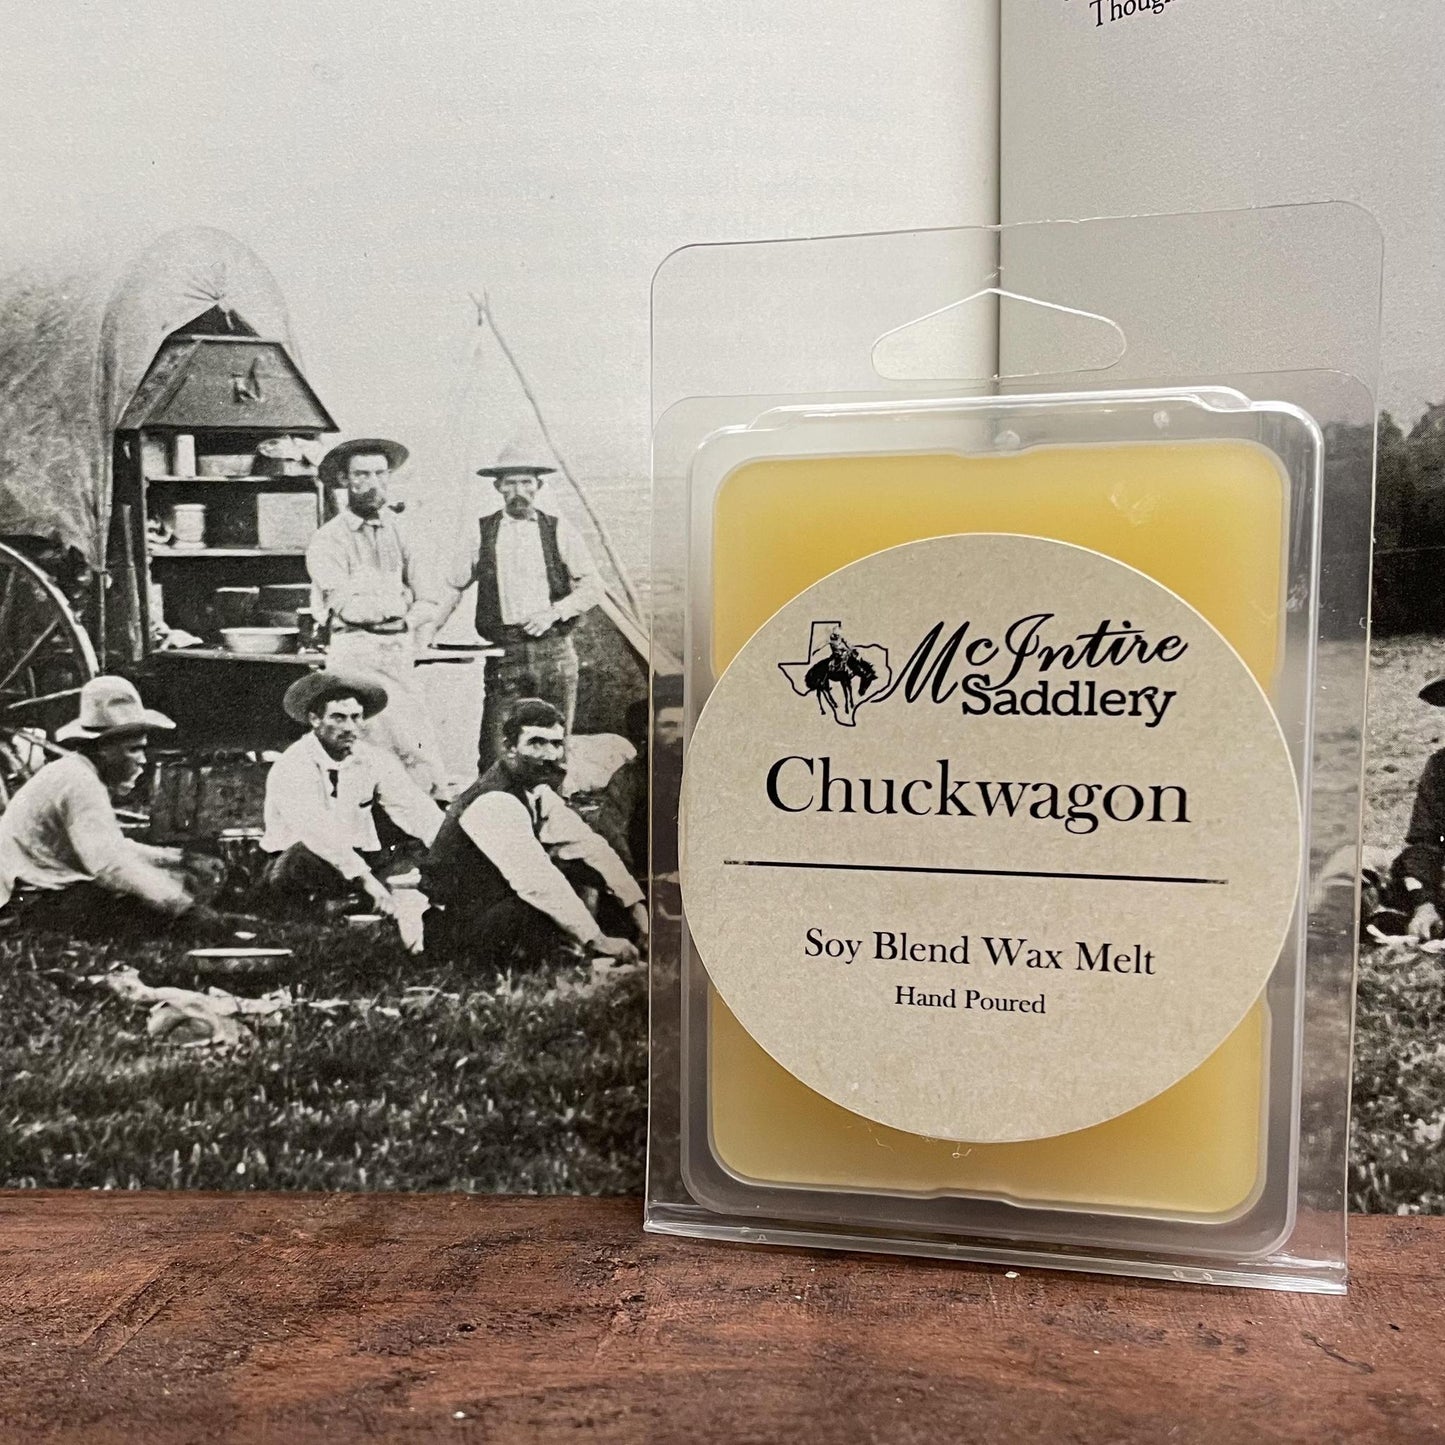 McIntire
Saddlery
Chuckwagon
Soy Blend Wax Melt
Hand Poured